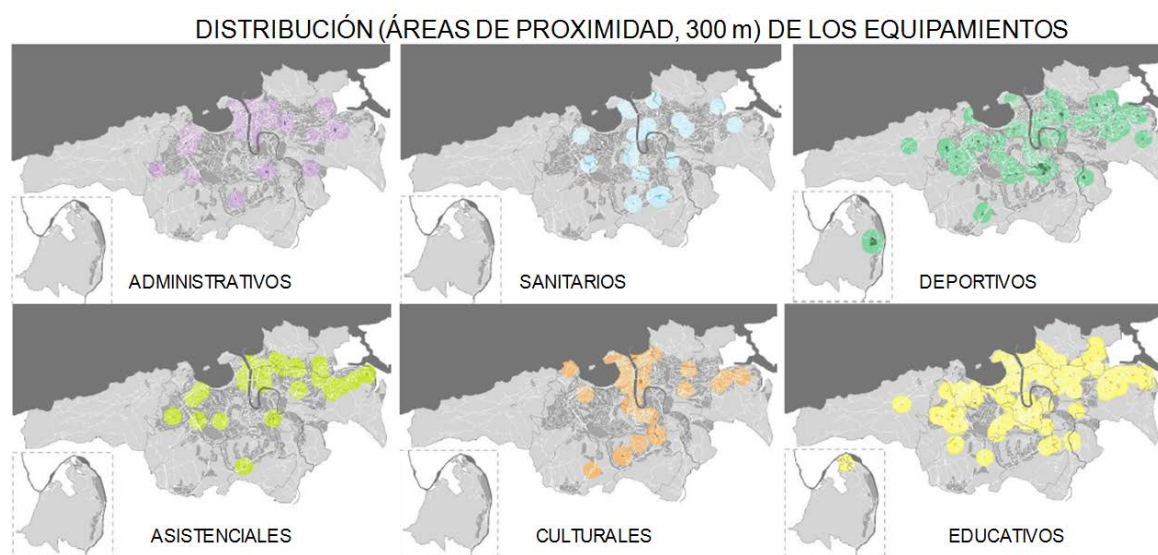 DISTRIBUCIÓN (ÁREAS DE PROXIMIDAD, 300 m) DE LOS EQUIPAMIENTOS
ADMINISTRATIVOS
SANITARIOS
DEPORTIVOS
ASISTENCIALES
CULTURALES
EDUCATIVOS